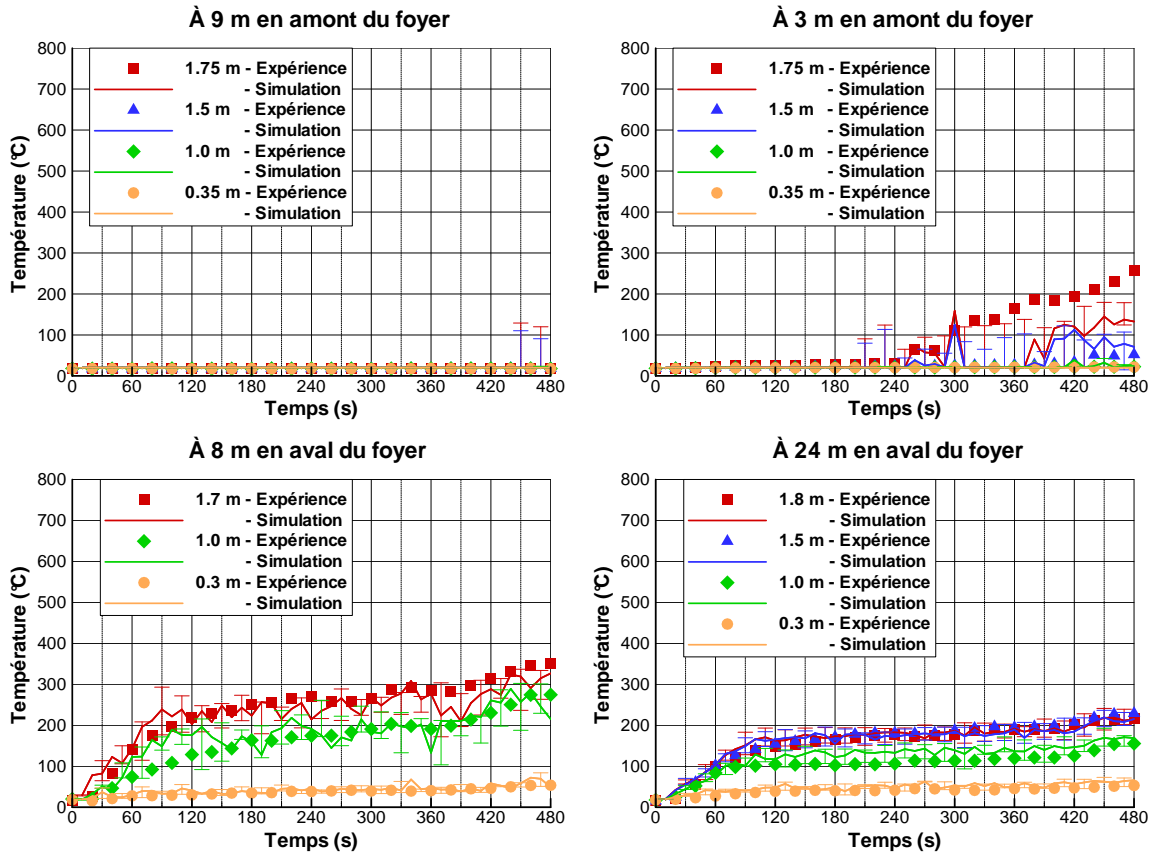 À 9 m en amont du foyer
Température (°C)
800
700
600
500
400
300
200
100
0
1.75 m - Expérience
- Simulation
1.5 m - Expérience
- Simulation
1.0 m - Expérience
- Simulation
0.35 m - Expérience
- Simulation
0 60 120 180 240 300 360 420 480
Temps (s)
À 3 m en amont du foyer
Température (°C)
800
700
600
500
400
300
200
100
0
1.75 m - Expérience
- Simulation
1.5 m - Expérience
- Simulation
1.0 m - Expérience
- Simulation
0.35 m - Expérience
- Simulation
0 60 120 180 240 300 360 420 480
Temps (s)
À 8 m en aval du foyer
Température (°C)
800
700
600
500
400
300
200
100
0
1.7 m - Expérience
- Simulation
1.0 m - Expérience
- Simulation
0.3 m - Expérience
- Simulation
0 60 120 180 240 300 360 420 480
Temps (s)
À 24 m en aval du foyer
Température (°C)
800
700
600
500
400
300
200
100
0
1.8 m - Expérience
- Simulation
1.5 m - Expérience
- Simulation
1.0 m - Expérience
- Simulation
0.3 m - Expérience
- Simulation
0 60 120 180 240 300 360 420 480
Temps (s)